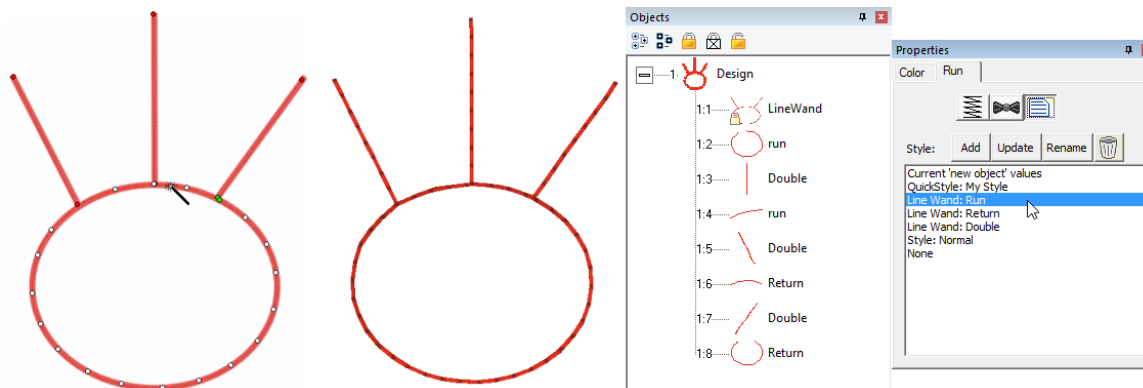 Objects
1 Design
1:1 LineWand
1:2 run
1:3 Double
1:4 run
1:5 Double
1:6 Return
1:7 Double
1:8 Return
Properties
Color Run
Style: Add Update Rename
Current 'new object' values
QuickStyle: My Style
Line Wand: Run
Line Wand: Return
Line Wand: Double
Style: Normal
None